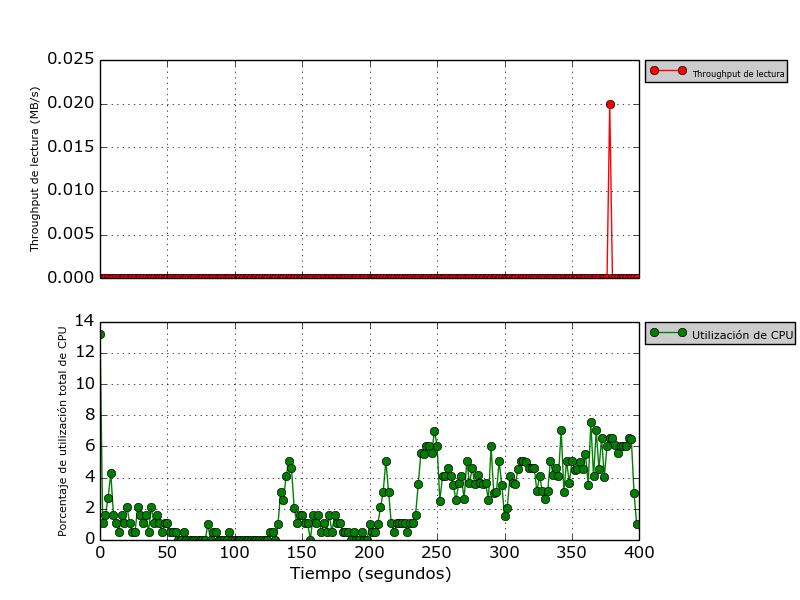 0.025
0.020
0.015
0.010
0.005
0.000
Throughput de lectura (MB/s)
Throughput de lectura
14
12
10
8
6
4
2
0
Porcentaje de utilización total de CPU
Utilización de CPU
0 50 100 150 200 250 300 350 400
Tiempo (segundos)